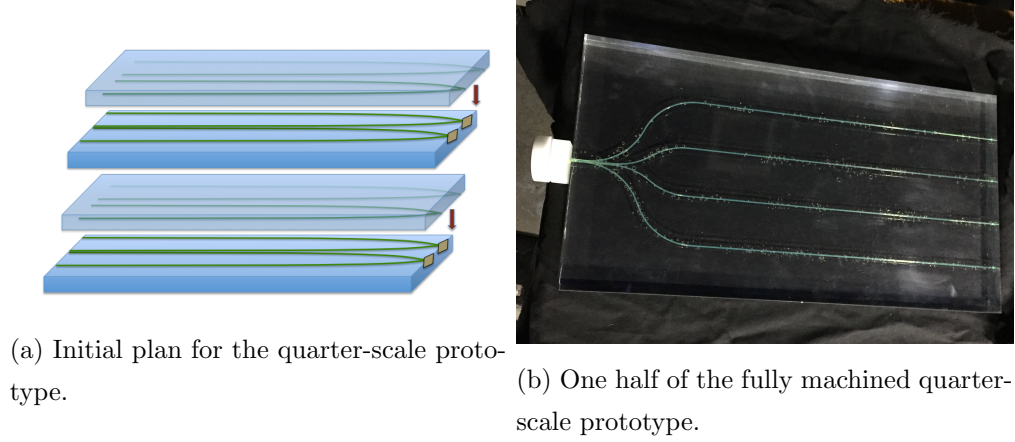 (a) Initial plan for the quarter-scale proto-
type.
(b) One half of the fully machined quarter-
scale prototype.